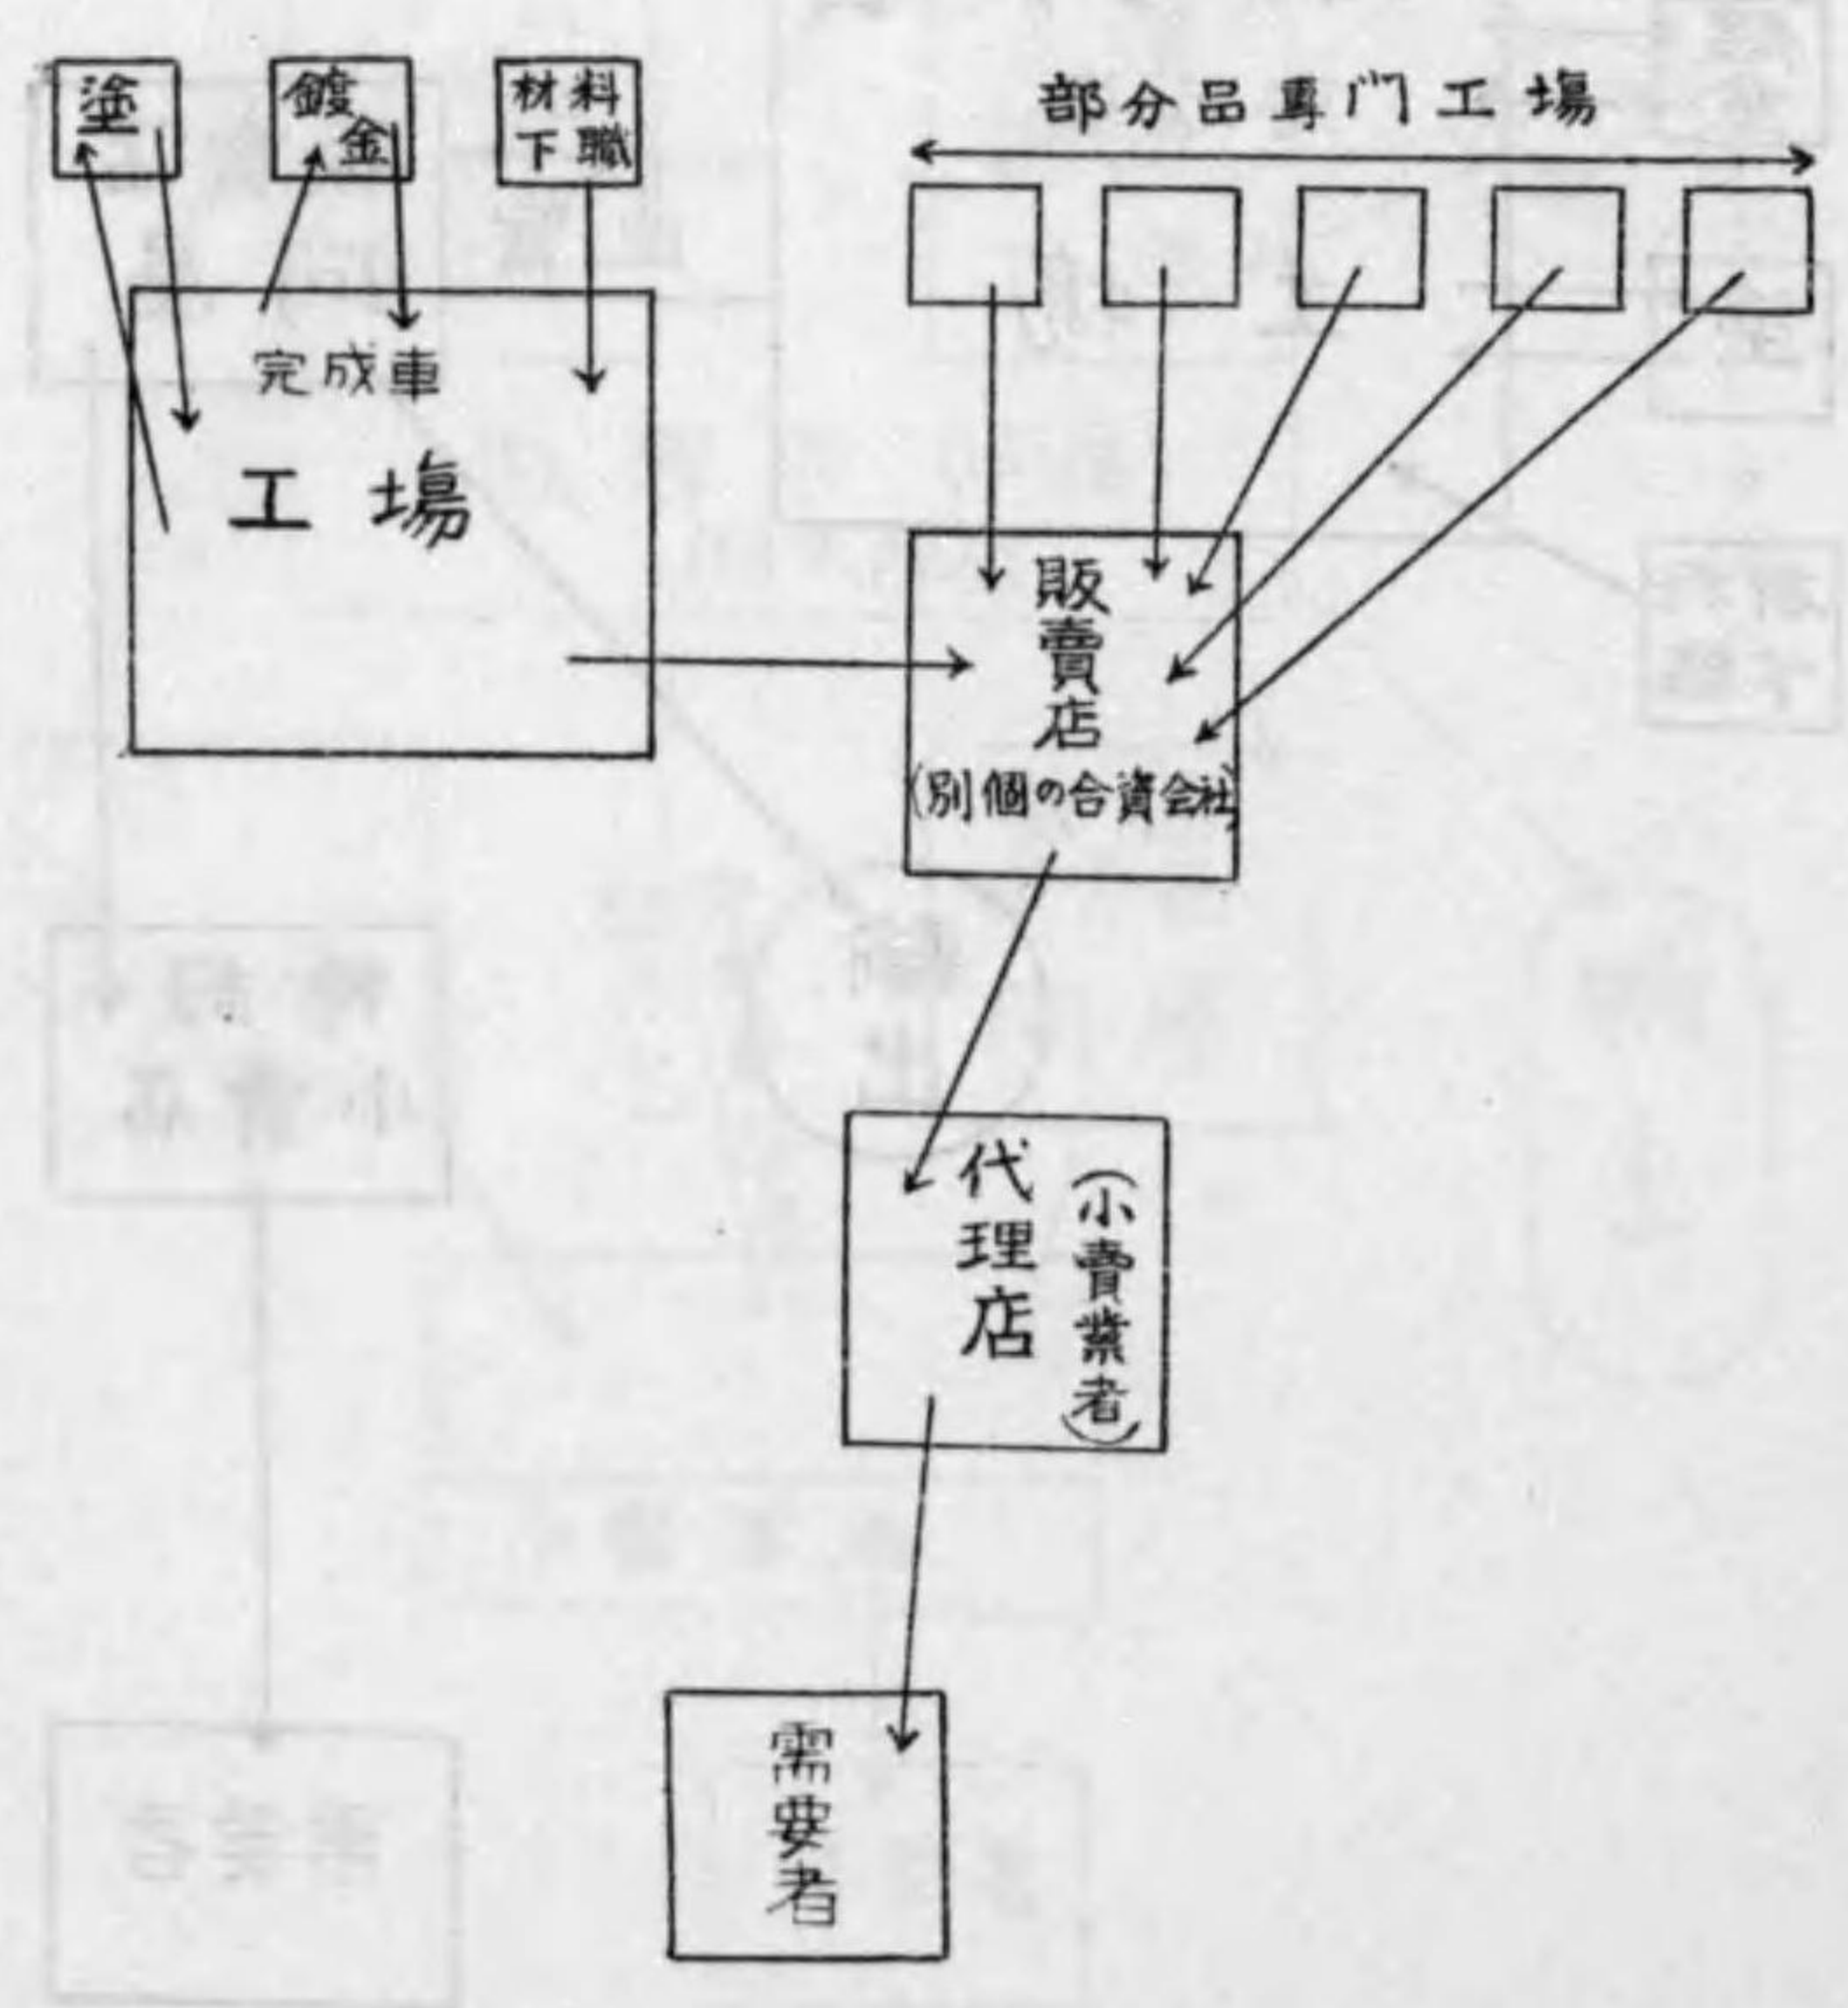 塗
鍍
金
材料
下職
部分品専門工場
完成車
工場
販賣店
(別個の合資会社)
代理店
(小賣業者)
需要者